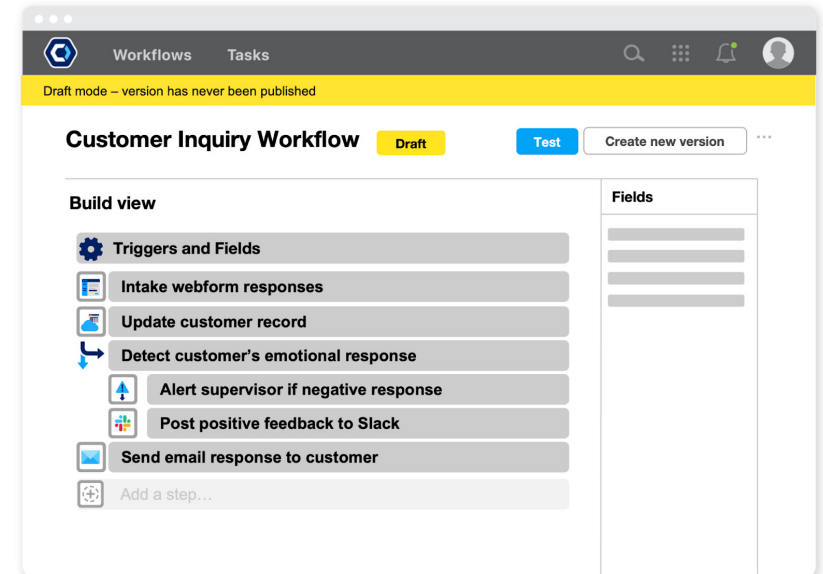 Workflows Tasks
Draft mode – version has never been published
Customer Inquiry Workflow Draft Test Create new version
Build view
Fields
Triggers and Fields
Intake webform responses
Update customer record
Detect customer’s emotional response
Alert supervisor if negative response
Post positive feedback to Slack
Send email response to customer
Add a step…